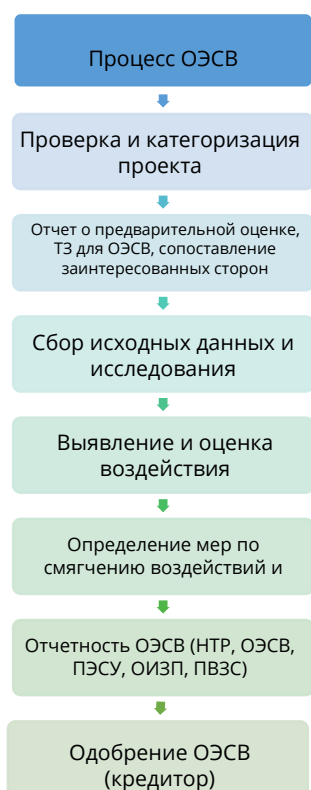 Процесс ОЭСВ
Проверка и категоризация
проекта
Отчет о предварительной оценке,
ТЗ для ОЭСВ, сопоставление
заинтересованных сторон
Сбор исходных данных и
исследования
Выявление и оценка
воздействия
Определение мер по
смягчению воздействий и
Отчетность ОЭСВ (НТР, ОЭСВ,
ПЭСУ, ОИЗП, ПВЗС)
Одобрение ОЭСВ
(кредитор)